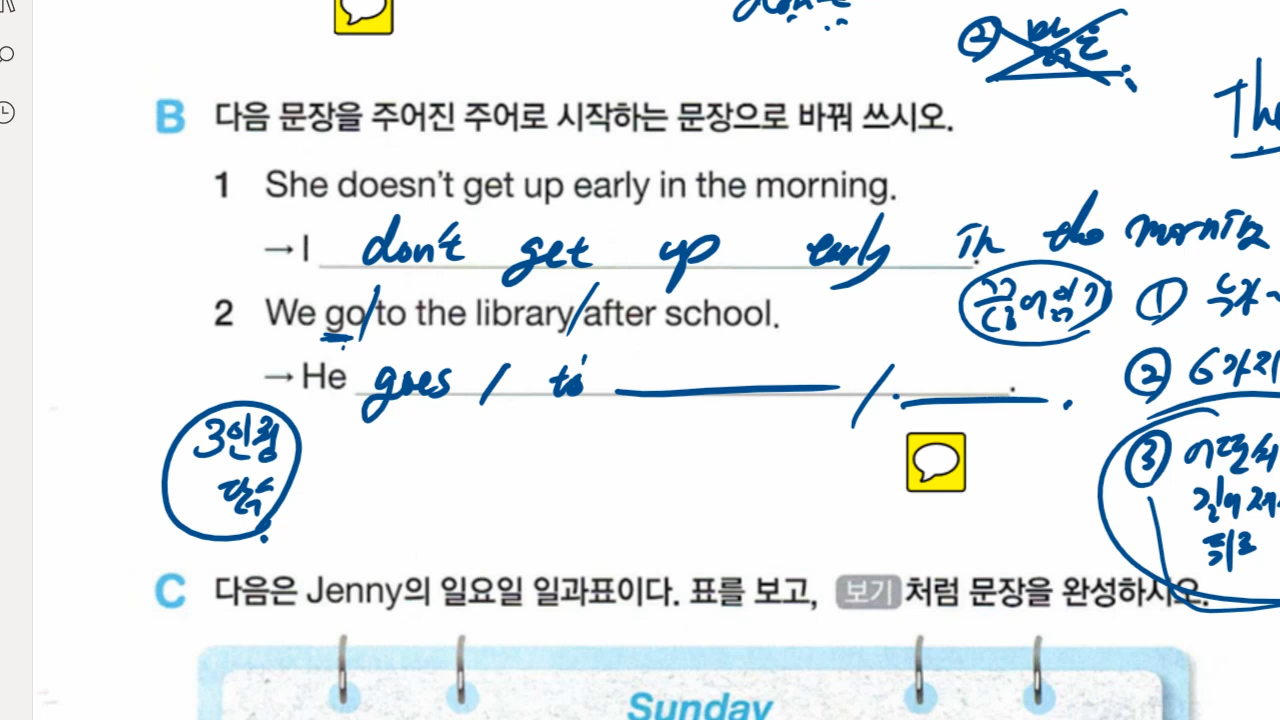 ②
The
B 다음 문장을 주어진 주어로 시작하는 문장으로 바꿔 쓰시오.
1 She doesn't get up early in the morning.
→ I don't get up early in the morning.
끊어읽기 ①
2 We go/to the library/after school.
→ He goes / to / .
② 6가지
3인칭
단수
③
C 다음은 Jenny의 일요일 일과표이다. 표를 보고, 보기 처럼 문장을 완성하시오.
Sunday